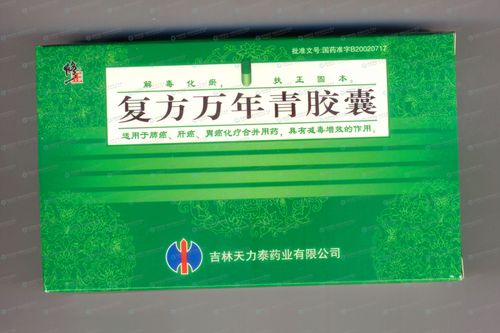 批准文号:国药准字B20020717
修正
解毒化瘀, 扶正固本。
复方万年青胶囊
适用于肺癌、肝癌、胃癌化疗合并用药，具有减毒增效的作用。
吉林天力泰药业有限公司